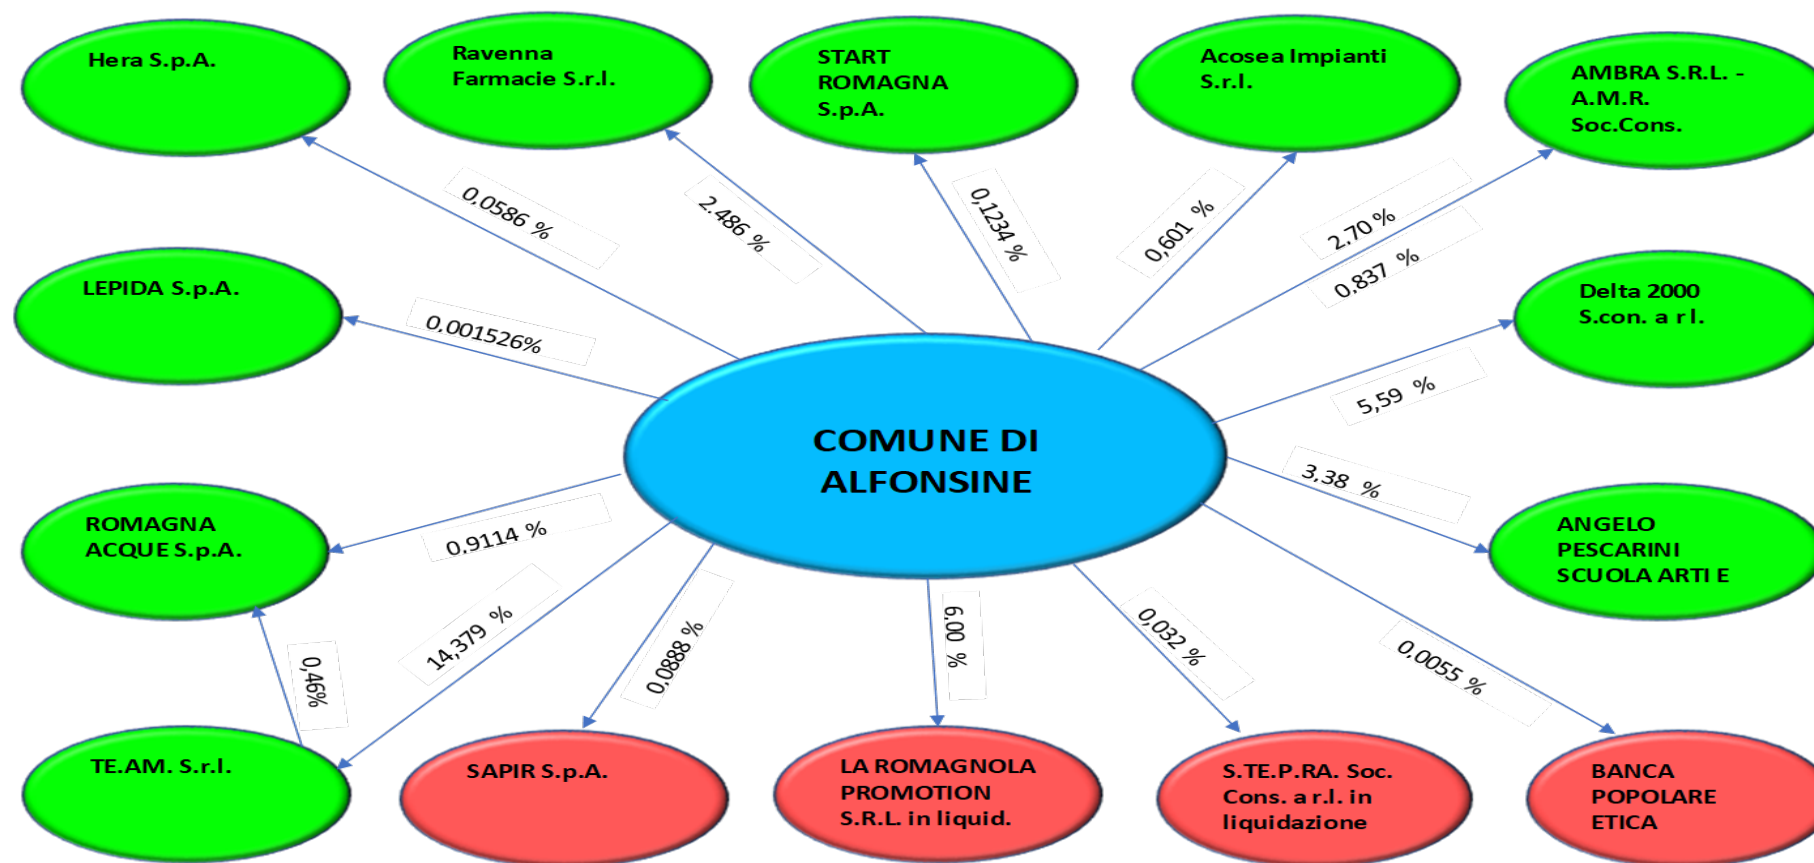 Hera S.p.A.
Ravenna
Farmacie S.r.l.
START
ROMAGNA
S.p.A.
Acosea Impianti
S.r.l.
AMBRA S.R.L. -
A.M.R.
Soc.Cons.
0,0586 %
2.486 %
0,1234 %
0,601 %
2,70 %
0,837 %
LEPIDA S.p.A.
0,001526%
Delta 2000
S.con. a r l.
5,59 %
COMUNE DI
ALFONSINE
3,38 %
ROMAGNA
ACQUE S.p.A.
0,9114 %
ANGELO
PESCARINI
SCUOLA ARTI E
14,379 %
0,0888 %
6,00 %
0,032 %
0,0055 %
0,46%
TE.AM. S.r.l.
SAPIR S.p.A.
LA ROMAGNOLA
PROMOTION
S.R.L. in liquid.
S.TE.P.RA. Soc.
Cons. a r.l. in
liquidazione
BANCA
POPOLARE
ETICA